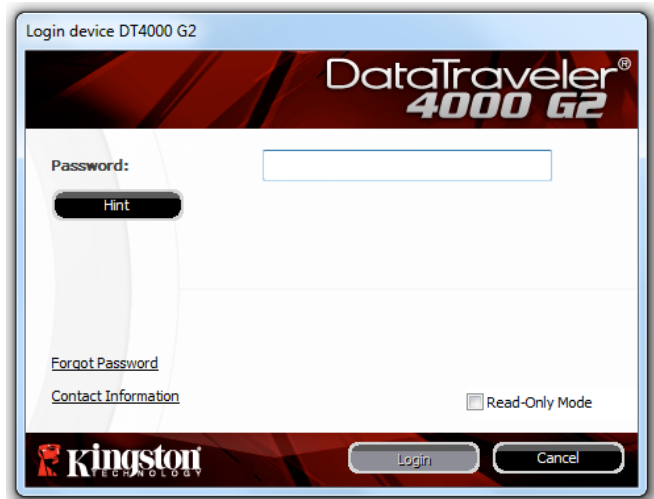 Login device DT4000 G2
DataTraveler®
4000 G2
Password:
Hint
Forgot Password
Contact Information
Read-Only Mode
Kingston
TECHNOLOGY
Login
Cancel